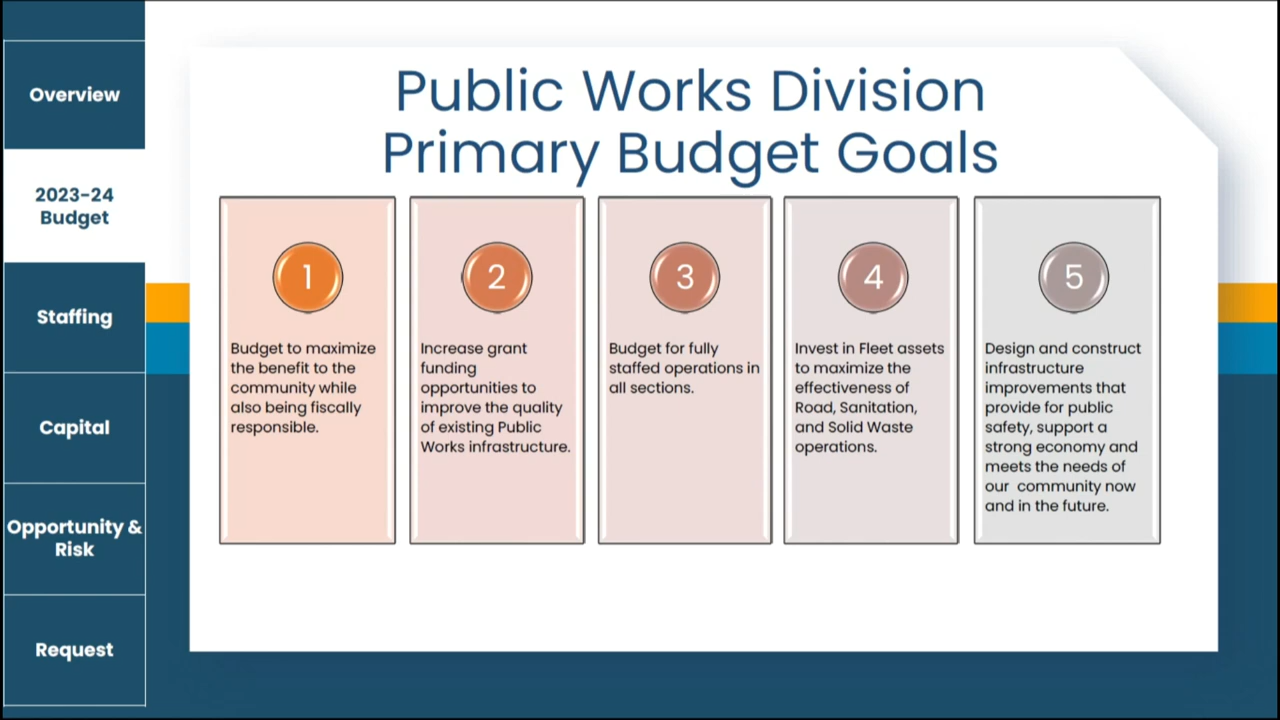 Overview
2023-24
Budget
Staffing
Capital
Opportunity &
Risk
Request
Public Works Division
Primary Budget Goals
1
Budget to maximize
the benefit to the
community while
also being fiscally
responsible.
2
Increase grant
funding
opportunities to
improve the quality
of existing Public
Works infrastructure.
3
Budget for fully
staffed operations in
all sections.
4
Invest in Fleet assets
to maximize the
effectiveness of
Road, Sanitation,
and Solid Waste
operations.
5
Design and construct
infrastructure
improvements that
provide for public
safety, support a
strong economy and
meets the needs of
our  community now
and in the future.